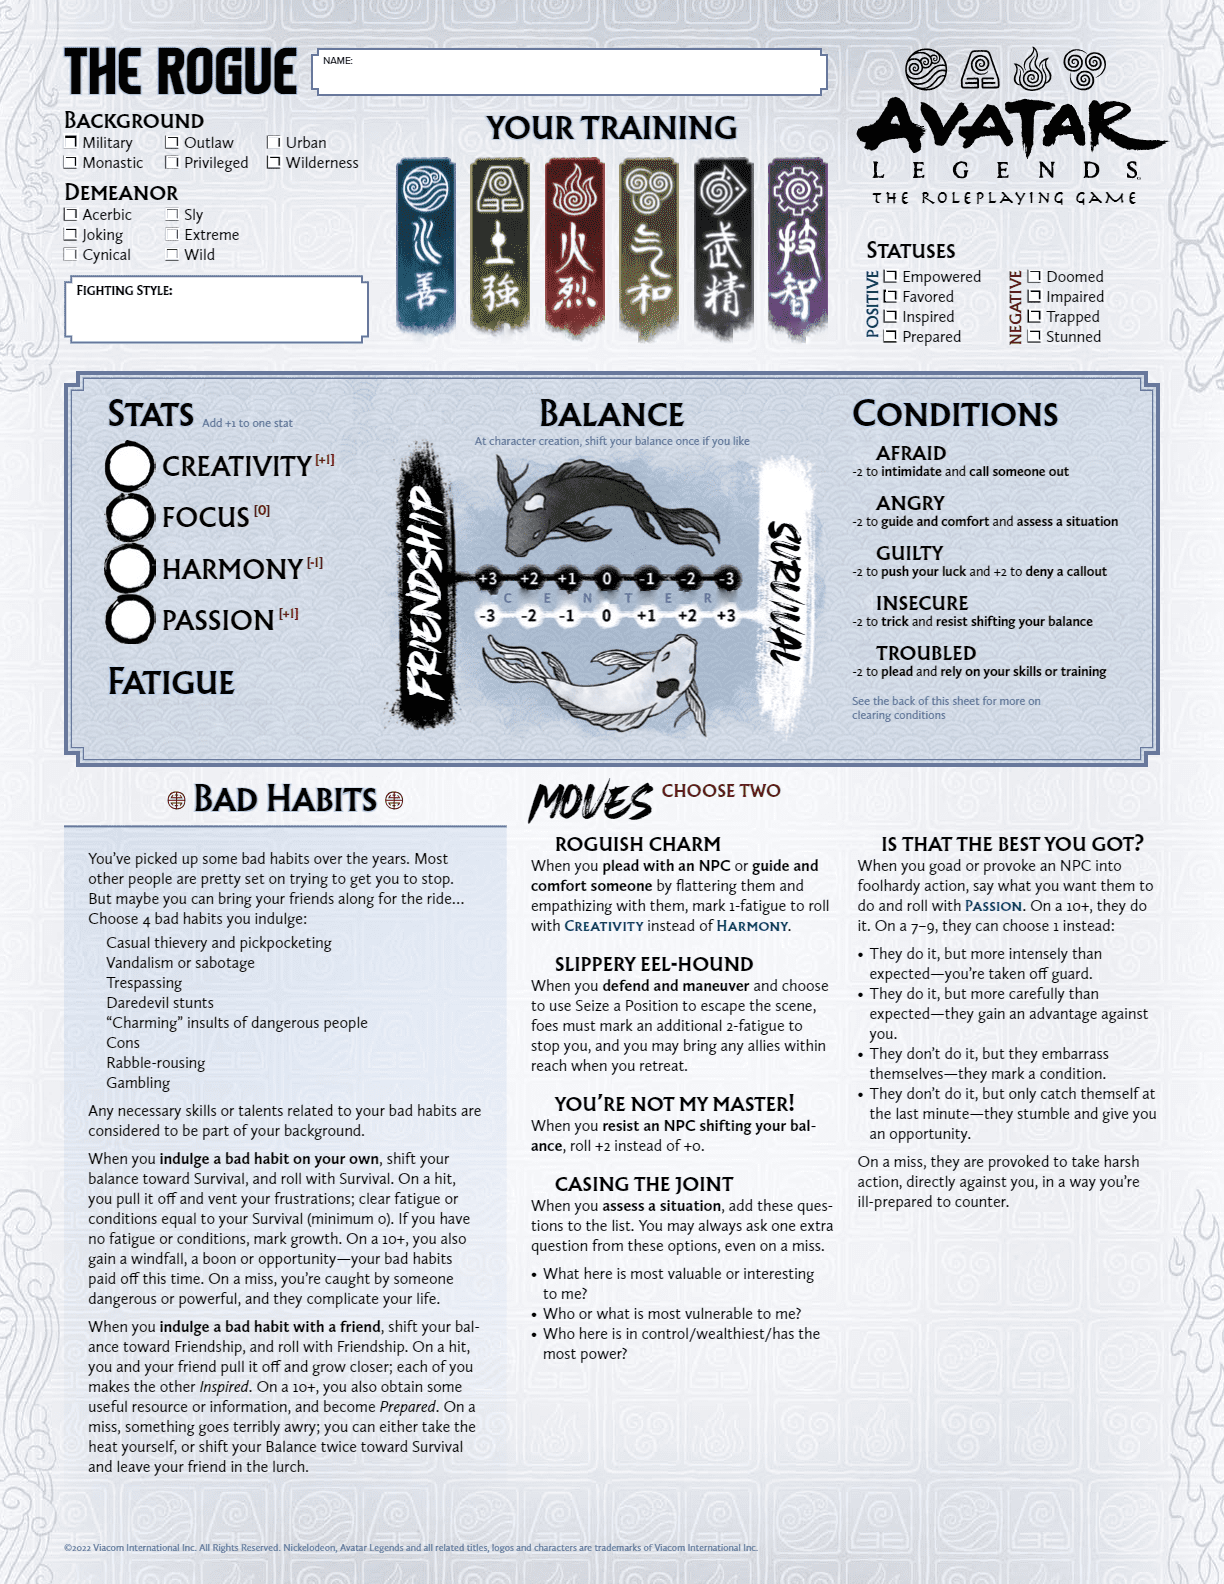 THE ROGUE
NAME:
BACKGROUND
Military
Outlaw
Urban
Monastic
Privileged
Wilderness
DEMEANOR
Acerbic
Sly
Joking
Extreme
Cynical
Wild
FIGHTING STYLE:
YOUR TRAINING
善
土
強
火
烈
气
和
武
精
技
智
AVATAR
LEGENDS
THE ROLEPLAYING GAME
STATUSES
POSITIVE
Empowered
Favored
Inspired
Prepared
NEGATIVE
Doomed
Impaired
Trapped
Stunned
STATS Add +1 to one stat
CREATIVITY [+1]
FOCUS [0]
HARMONY [-1]
PASSION [+1]
FATIGUE
BALANCE
At character creation, shift your balance once if you like
FRIENDSHIP
+3 +2 +1 0 -1 -2 -3
CENTER
-3 -2 -1 0 +1 +2 +3
SURVIVAL
CONDITIONS
AFRAID
-2 to intimidate and call someone out
ANGRY
-2 to guide and comfort and assess a situation
GUILTY
-2 to push your luck and +2 to deny a callout
INSECURE
-2 to trick and resist shifting your balance
TROUBLED
-2 to plead and rely on your skills or training
See the back of this sheet for more on
clearing conditions
BAD HABITS
You've picked up some bad habits over the years. Most
other people are pretty set on trying to get you to stop.
But maybe you can bring your friends along for the ride…
Choose 4 bad habits you indulge:
Casual thievery and pickpocketing
Vandalism or sabotage
Trespassing
Daredevil stunts
“Charming” insults of dangerous people
Cons
Rabble-rousing
Gambling
Any necessary skills or talents related to your bad habits are
considered to be part of your background.
When you indulge a bad habit on your own, shift your
balance toward Survival, and roll with Survival. On a hit,
you pull it off and vent your frustrations; clear fatigue or
conditions equal to your Survival (minimum 0). If you have
no fatigue or conditions, mark growth. On a 10+, you also
gain a windfall, a boon or opportunity—your bad habits
paid off this time. On a miss, you're caught by someone
dangerous or powerful, and they complicate your life.
When you indulge a bad habit with a friend, shift your bal-
ance toward Friendship, and roll with Friendship. On a hit,
you and your friend pull it off and grow closer; each of you
makes the other Inspired. On a 10+, you also obtain some
useful resource or information, and become Prepared. On a
miss, something goes terribly awry; you can either take the
heat yourself, or shift your Balance twice toward Survival
and leave your friend in the lurch.
MOVES CHOOSE TWO
ROGUISH CHARM
When you plead with an NPC or guide and
comfort someone by flattering them and
empathizing with them, mark 1-fatigue to roll
with CREATIVITY instead of HARMONY.
SLIPPERY EEL-HOUND
When you defend and maneuver and choose
to use Seize a Position to escape the scene,
foes must mark an additional 2-fatigue to
stop you, and you may bring any allies within
reach when you retreat.
YOU'RE NOT MY MASTER!
When you resist an NPC shifting your bal-
ance, roll +2 instead of +0.
CASING THE JOINT
When you assess a situation, add these ques-
tions to the list. You may always ask one extra
question from these options, even on a miss.
• What here is most valuable or interesting
to me?
• Who or what is most vulnerable to me?
• Who here is in control/wealthiest/has the
most power?
IS THAT THE BEST YOU GOT?
When you goad or provoke an NPC into
foolhardy action, say what you want them to
do and roll with PASSION. On a 10+, they do
it. On a 7–9, they can choose 1 instead:
• They do it, but more intensely than
expected—you're taken off guard.
• They do it, but more carefully than
expected—they gain an advantage against
you.
• They don't do it, but they embarrass
themselves—they mark a condition.
• They don't do it, but only catch themself at
the last minute—they stumble and give you
an opportunity.
On a miss, they are provoked to take harsh
action, directly against you, in a way you're
ill-prepared to counter.
©2022 Viacom International Inc. All Rights Reserved. Nickelodeon, Avatar Legends and all related titles, logos and characters are trademarks of Viacom International Inc.